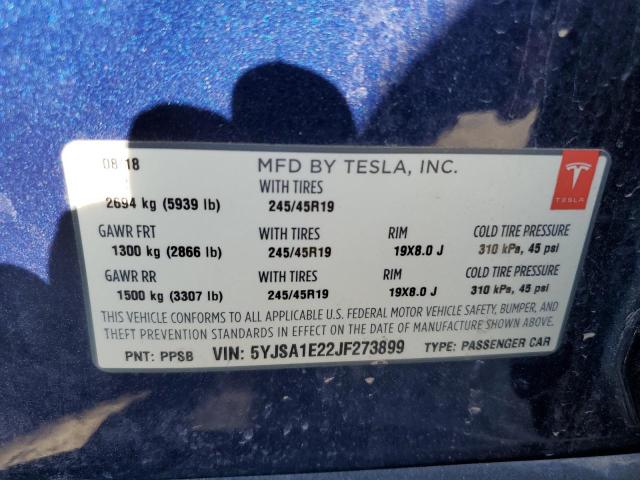 08 18 MFD BY TESLA, INC.
WITH TIRES
2694 kg (5939 lb) 245/45R19
TESLA
GAWR FRT WITH TIRES RIM COLD TIRE PRESSURE
1300 kg (2866 lb) 245/45R19 19X8.0 J 310 kPa, 45 psi
GAWR RR WITH TIRES RIM COLD TIRE PRESSURE
1500 kg (3307 lb) 245/45R19 19X8.0 J 310 kPa, 45 psi
THIS VEHICLE CONFORMS TO ALL APPLICABLE U.S. FEDERAL MOTOR VEHICLE SAFETY, BUMPER, AND
THEFT PREVENTION STANDARDS IN EFFECT ON THE DATE OF MANUFACTURE SHOWN ABOVE.
PNT: PPSB VIN: 5YJSA1E22JF273899 TYPE: PASSENGER CAR